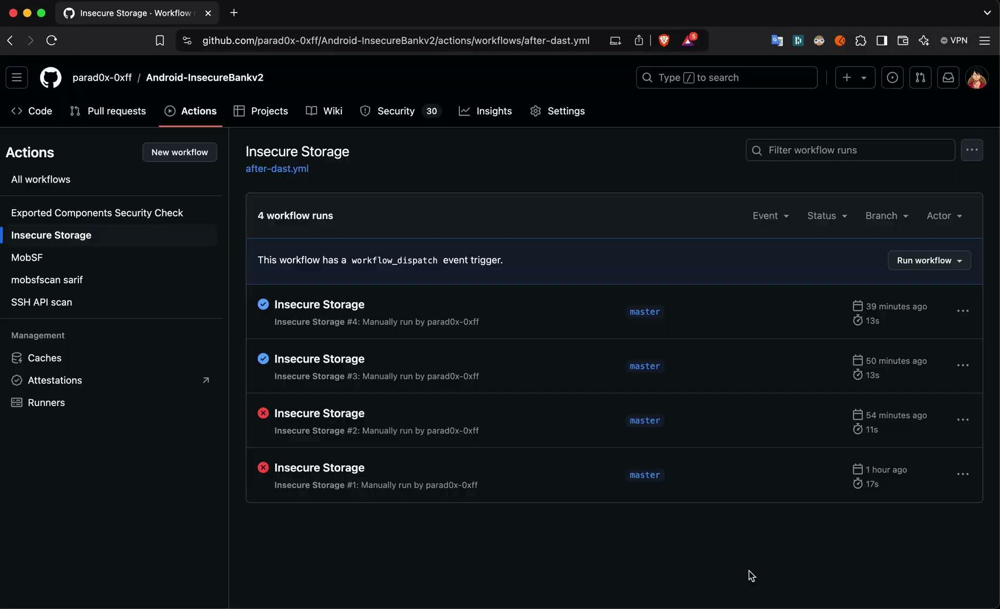 Insecure Storage · Workflow
github.com/parad0x-0xff/Android-InsecureBankv2/actions/workflows/after-dast.yml
5
VPN
parad0x-0xff / Android-InsecureBankv2
Type / to search
Code
Pull requests
Actions
Projects
Wiki
Security 30
Insights
Settings
Actions
New workflow
All workflows
Exported Components Security Check
Insecure Storage
MobSF
mobsfscan sarif
SSH API scan
Management
Caches
Attestations
Runners
Insecure Storage
after-dast.yml
Filter workflow runs
4 workflow runs
Event
Status
Branch
Actor
This workflow has a workflow_dispatch event trigger.
Run workflow
Insecure Storage
Insecure Storage #4: Manually run by parad0x-0xff
master
39 minutes ago
13s
Insecure Storage
Insecure Storage #3: Manually run by parad0x-0xff
master
50 minutes ago
13s
Insecure Storage
Insecure Storage #2: Manually run by parad0x-0xff
master
54 minutes ago
11s
Insecure Storage
Insecure Storage #1: Manually run by parad0x-0xff
master
1 hour ago
17s